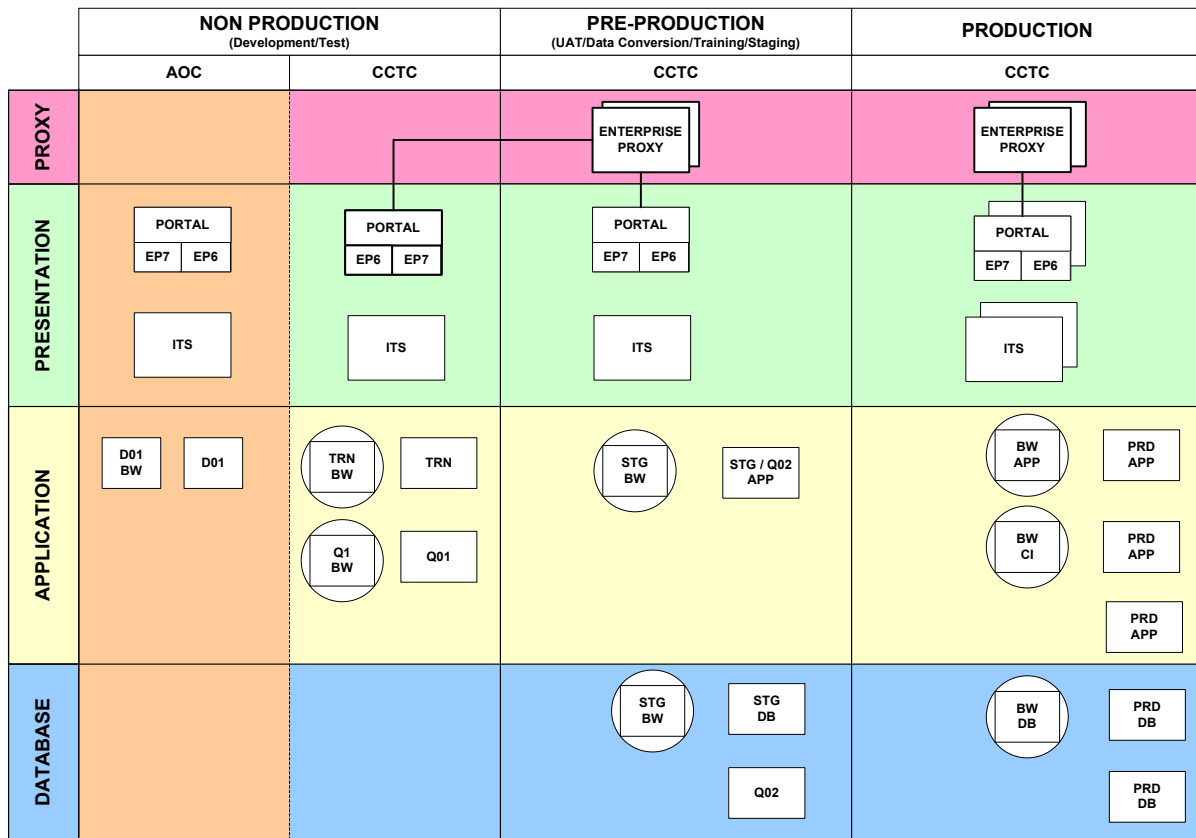 NON PRODUCTION
(Development/Test)
PRE-PRODUCTION
(UAT/Data Conversion/Training/Staging)
PRODUCTION
AOC
CCTC
CCTC
CCTC
PROXY
ENTERPRISE
PROXY
ENTERPRISE
PROXY
PRESENTATION
PORTAL
EP7 EP6
PORTAL
EP6 EP7
PORTAL
EP7 EP6
PORTAL
EP7 EP6
ITS
ITS
ITS
ITS
APPLICATION
D01
BW
D01
TRN
BW
TRN
STG
BW
STG / Q02
APP
BW
APP
PRD
APP
Q1
BW
Q01
BW
CI
PRD
APP
PRD
APP
DATABASE
STG
BW
STG
DB
BW
DB
PRD
DB
Q02
PRD
DB